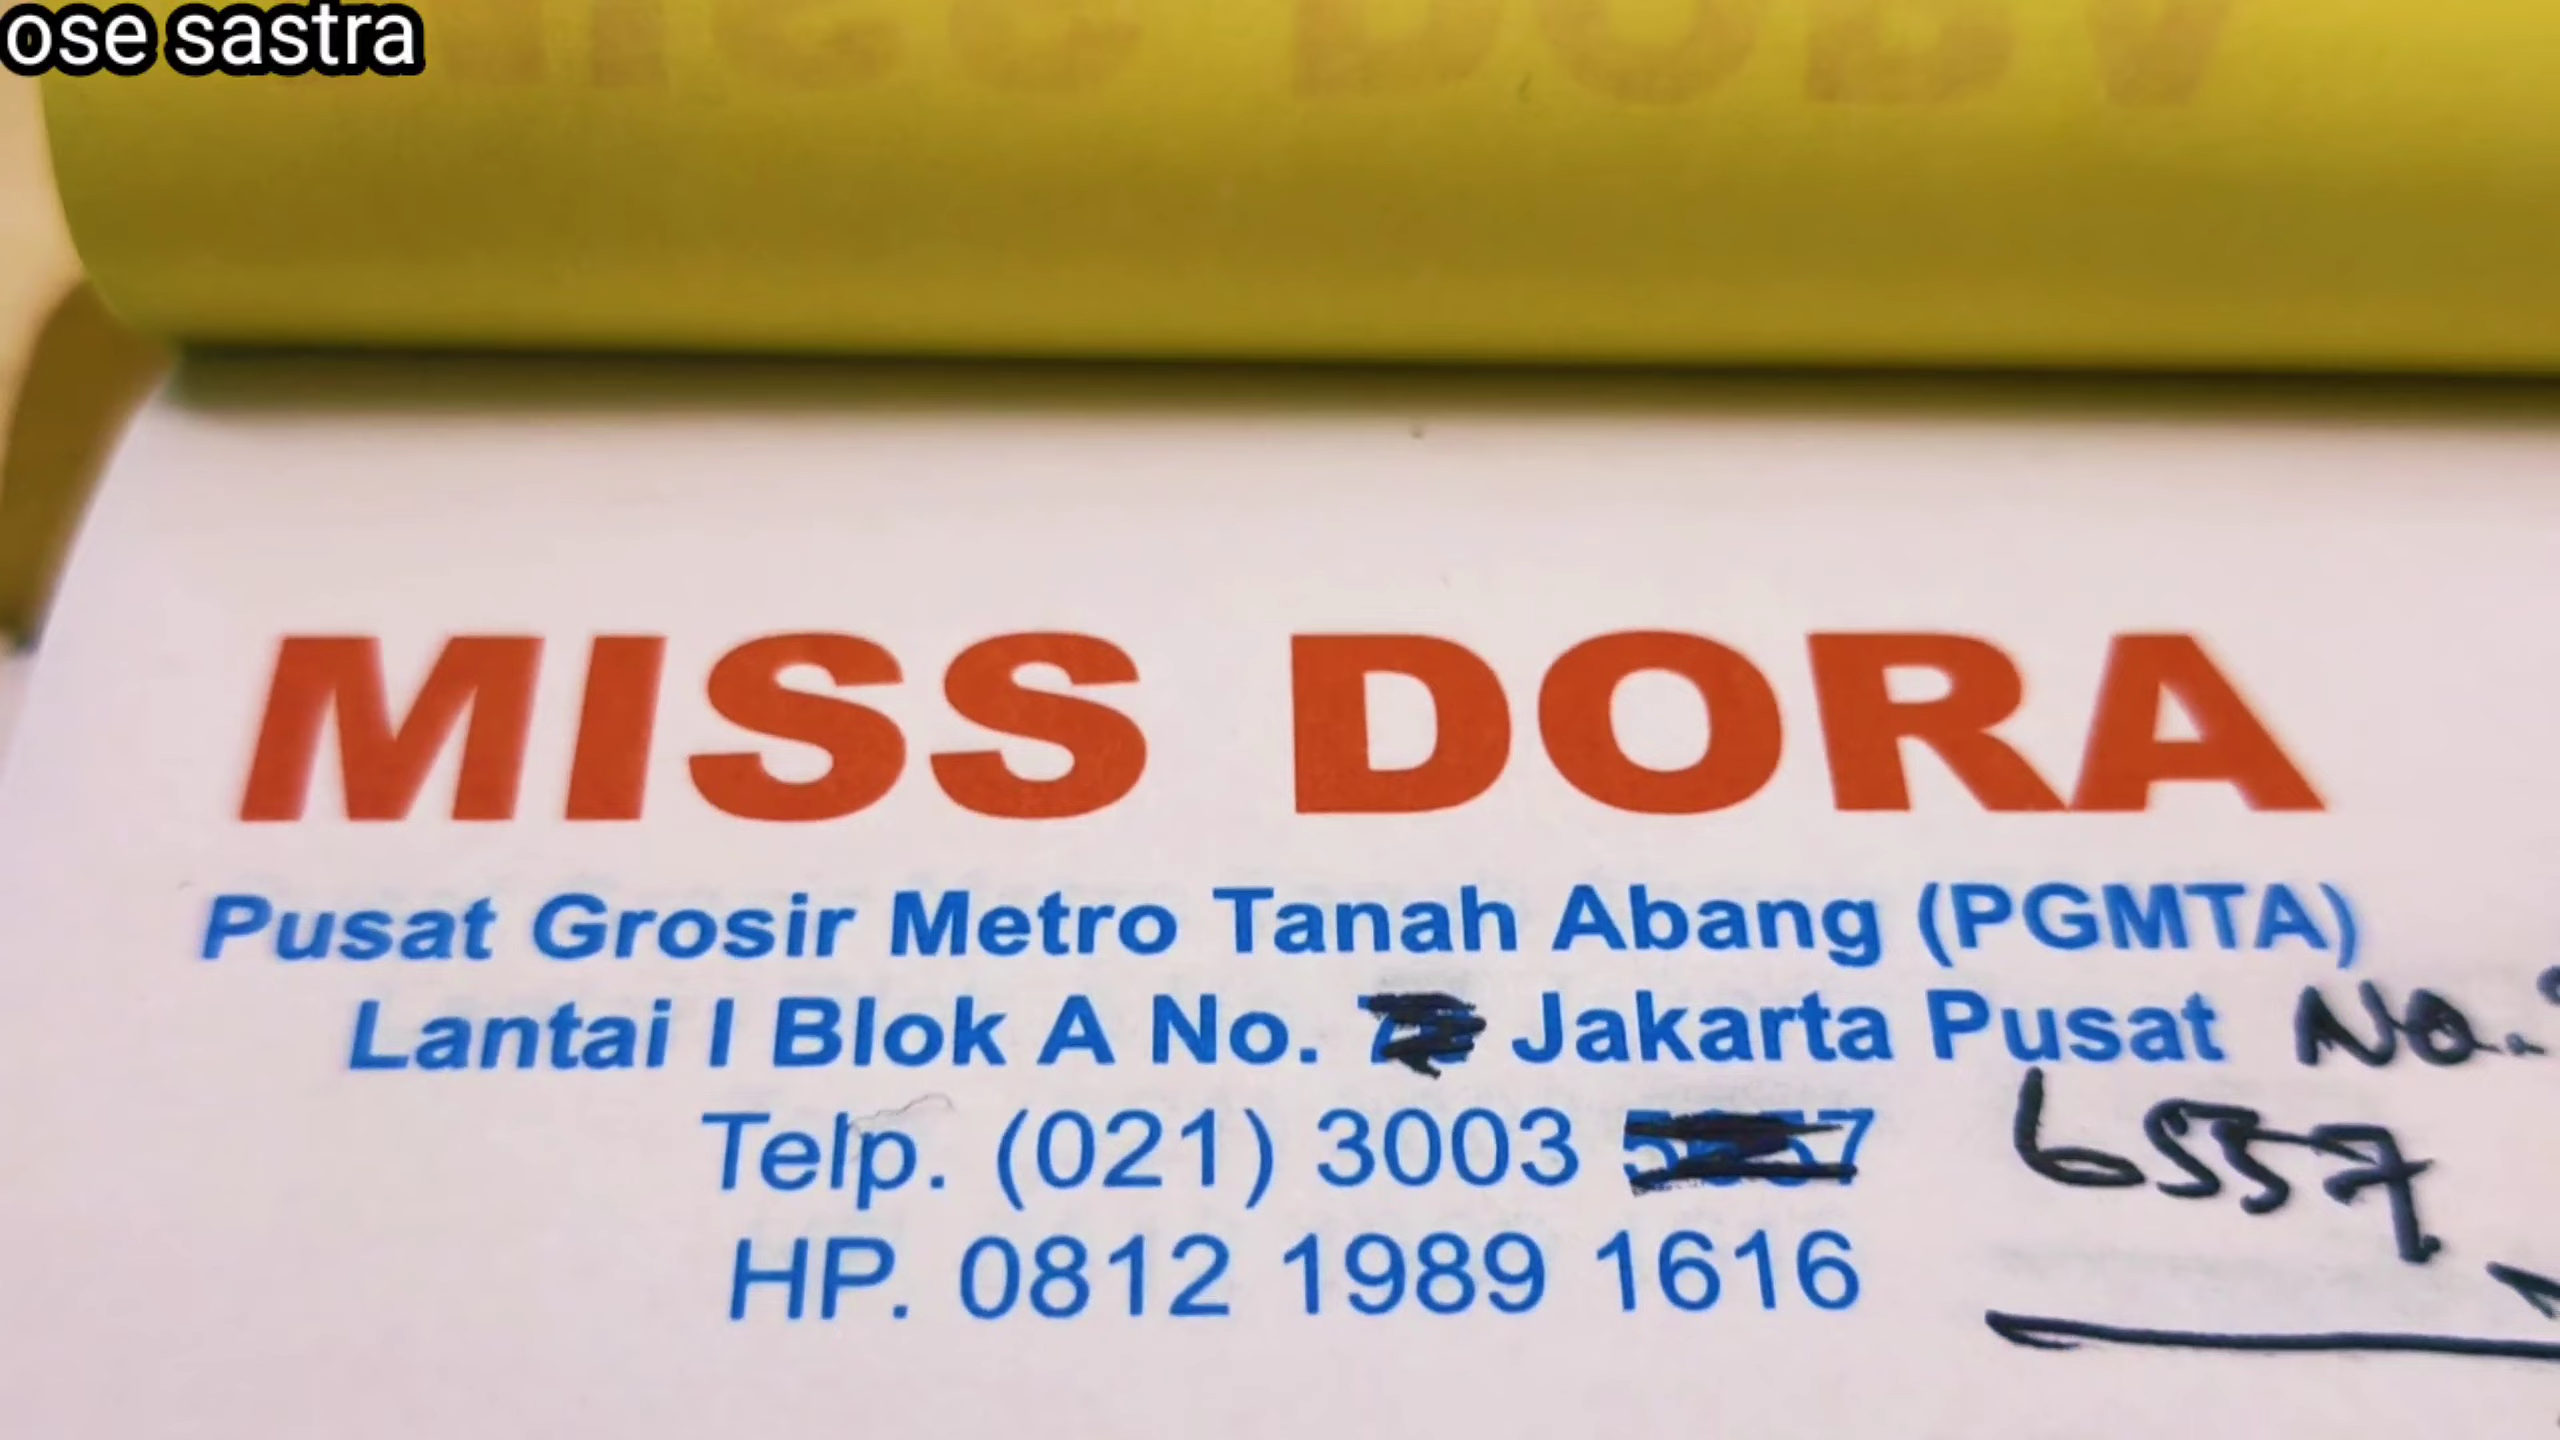 ose sastra
MISS DORA
Pusat Grosir Metro Tanah Abang (PGMTA)
Lantai I Blok A No. Jakarta Pusat No.
Telp. (021) 3003 6557
HP. 0812 1989 1616